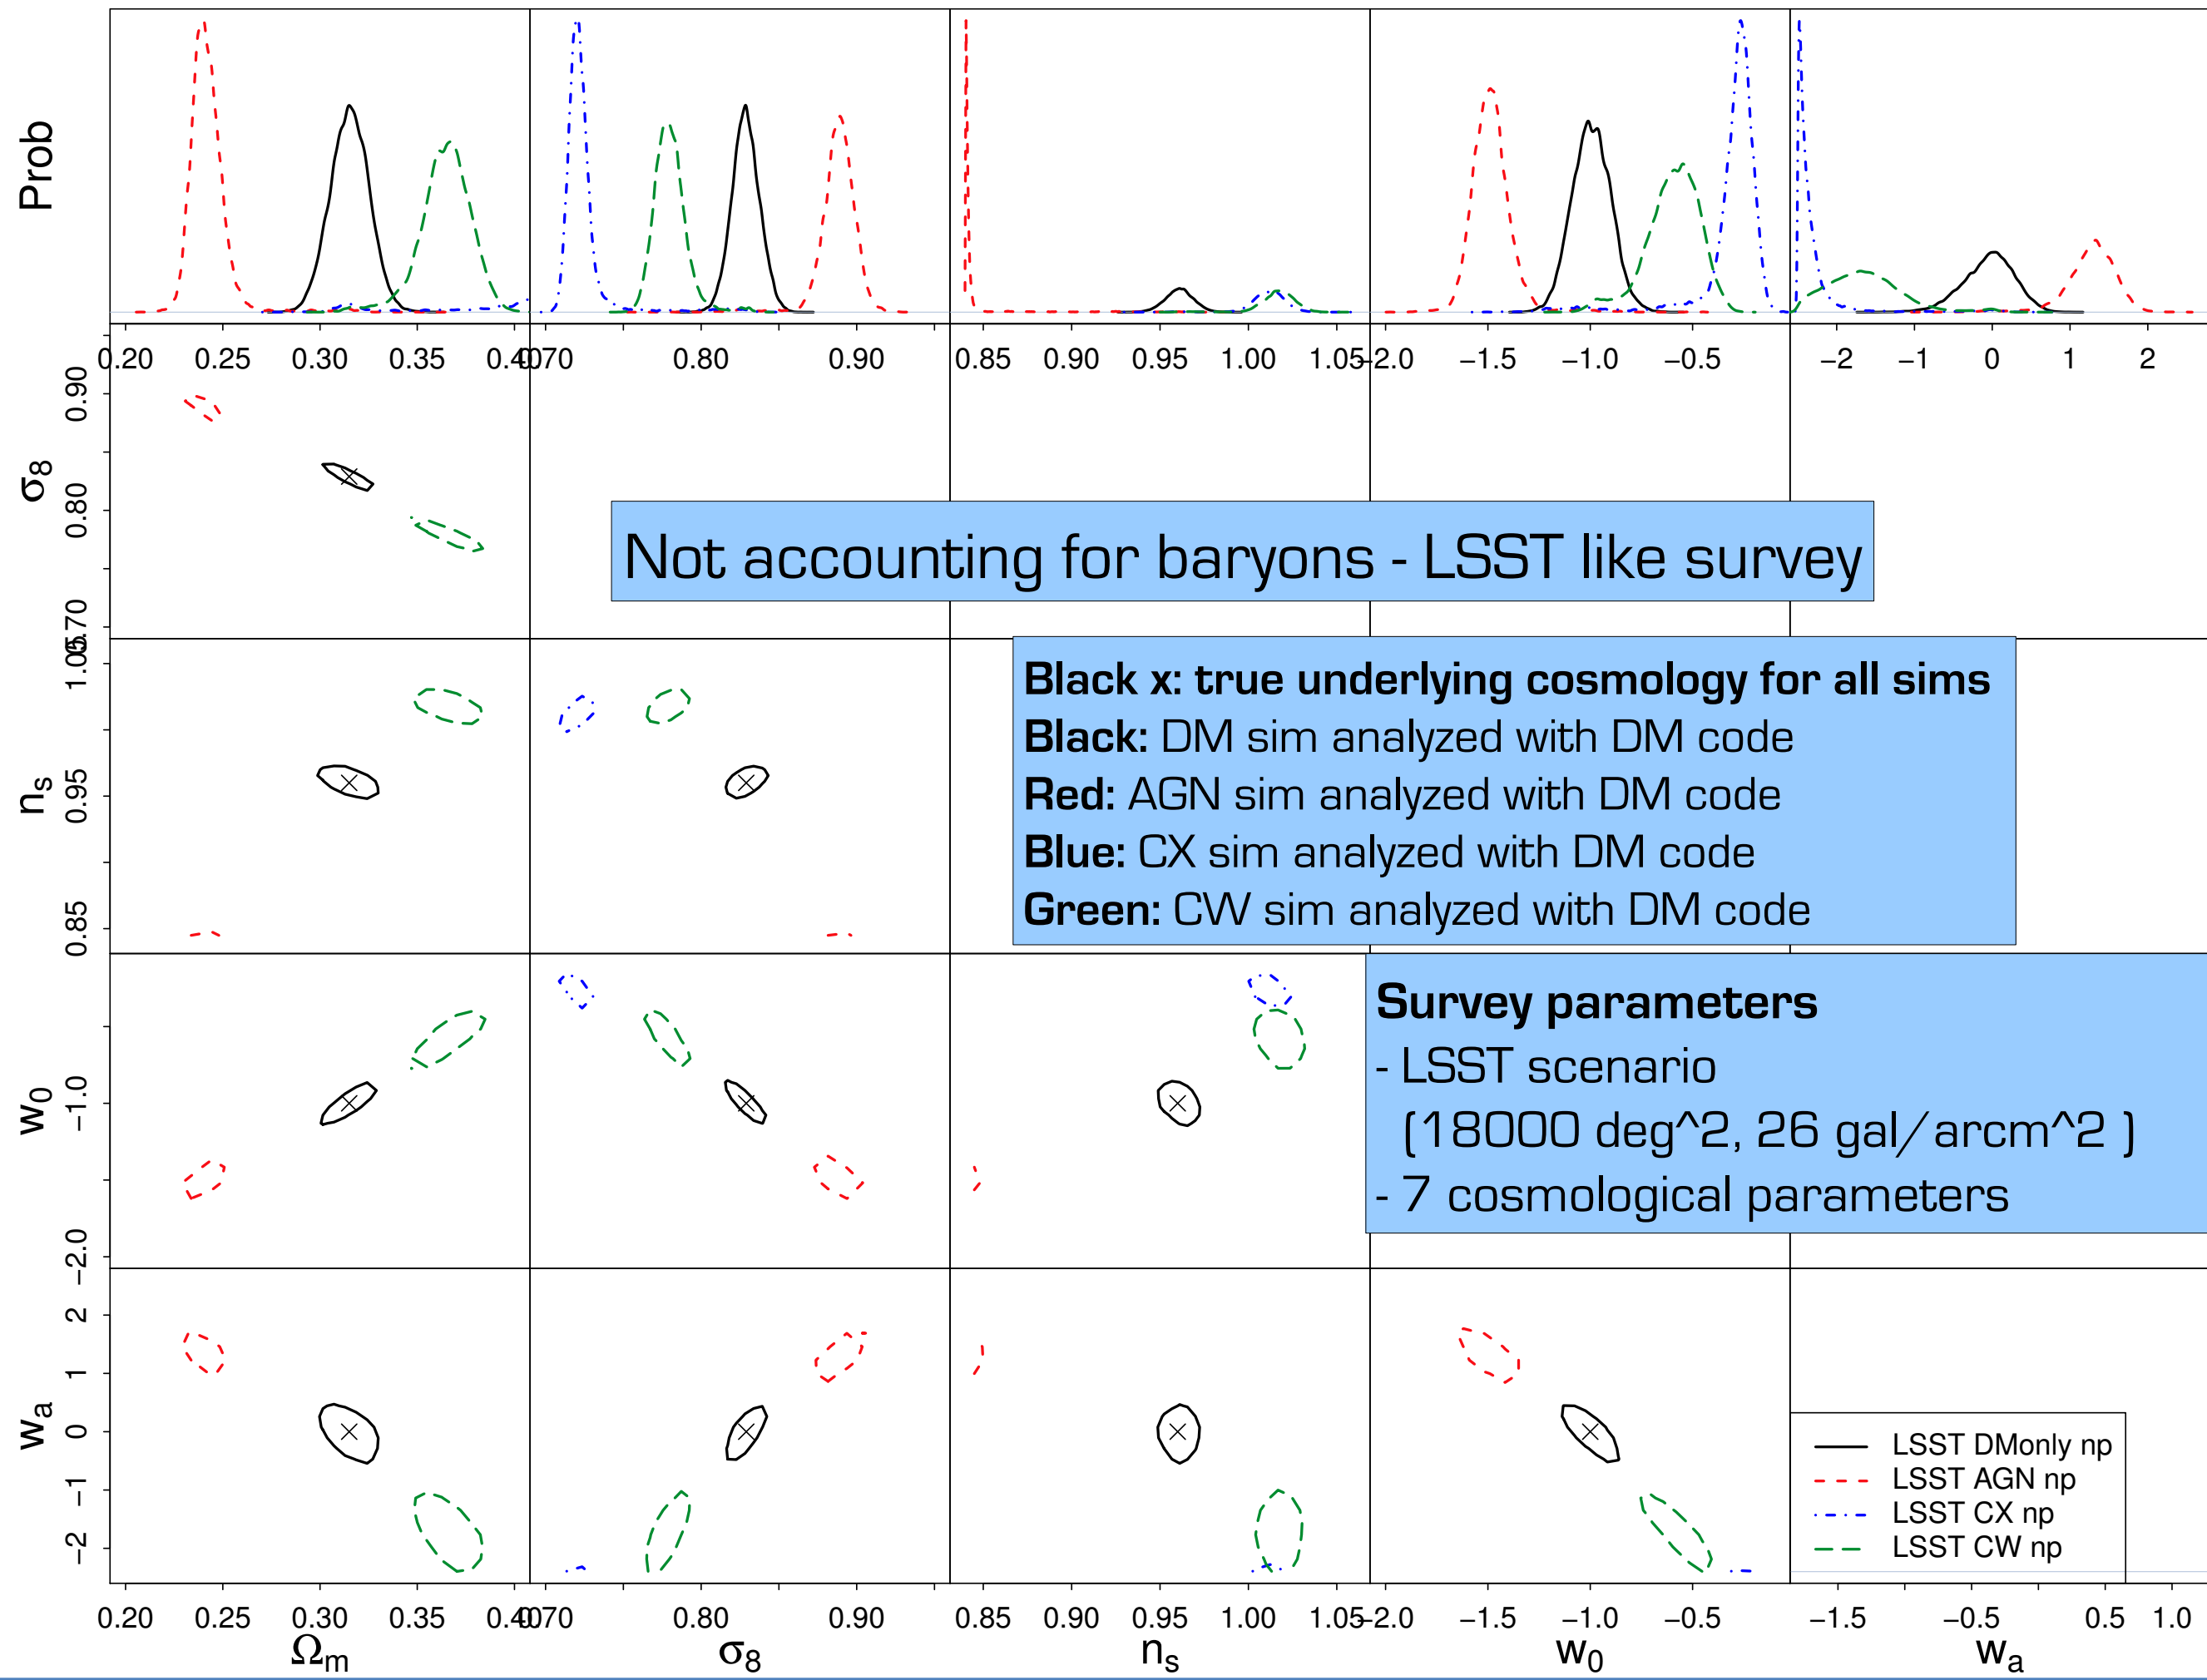 Prob
0.20 0.25 0.30 0.35 0.40 0.70 0.80 0.90 0.85 0.90 0.95 1.00 1.05 −2.0 −1.5 −1.0 −0.5 −2 −1 0 1 2
σ8
0.90
0.80
0.70
Not accounting for baryons - LSST like survey
ns
1.05
0.95
0.85
Black x: true underlying cosmology for all sims
Black: DM sim analyzed with DM code
Red: AGN sim analyzed with DM code
Blue: CX sim analyzed with DM code
Green: CW sim analyzed with DM code
w0
−1.0
−2.0
Survey parameters
- LSST scenario
(18000 deg^2, 26 gal/arcm^2 )
- 7 cosmological parameters
wa
2
1
0
−1
−2
LSST DMonly np
LSST AGN np
LSST CX np
LSST CW np
0.20 0.25 0.30 0.35 0.40 0.70 0.80 0.90 0.85 0.90 0.95 1.00 1.05 −2.0 −1.5 −1.0 −0.5 −1.5 −0.5 0.5 1.0
Ωm σ8 ns w0 wa